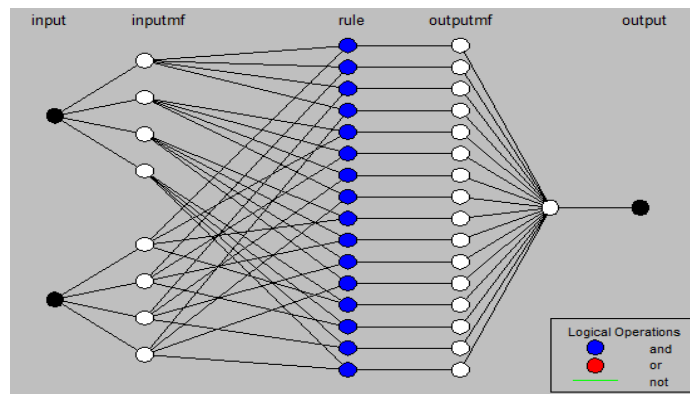 input inputmf rule outputmf output
Logical Operations
and
or
not